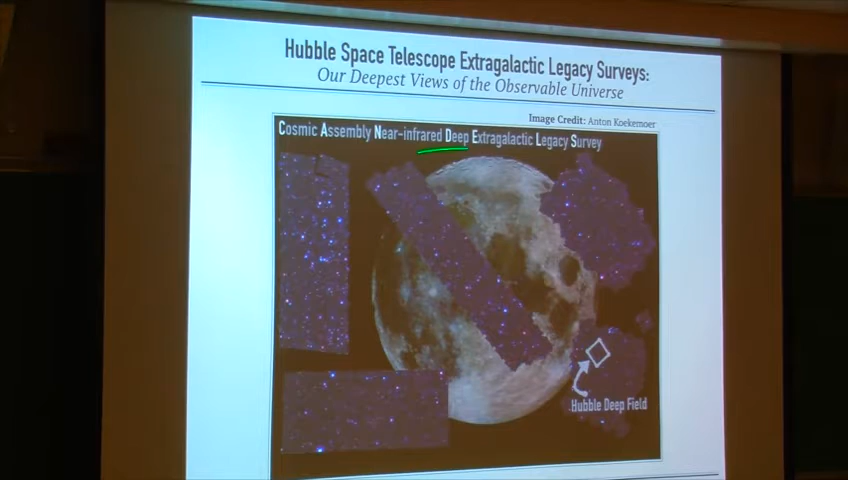 Hubble Space Telescope Extragalactic Legacy Surveys:
Our Deepest Views of the Observable Universe
Image Credit: Anton Koekemoer
Cosmic Assembly Near-infrared Deep Extragalactic Legacy Survey
Hubble Deep Field